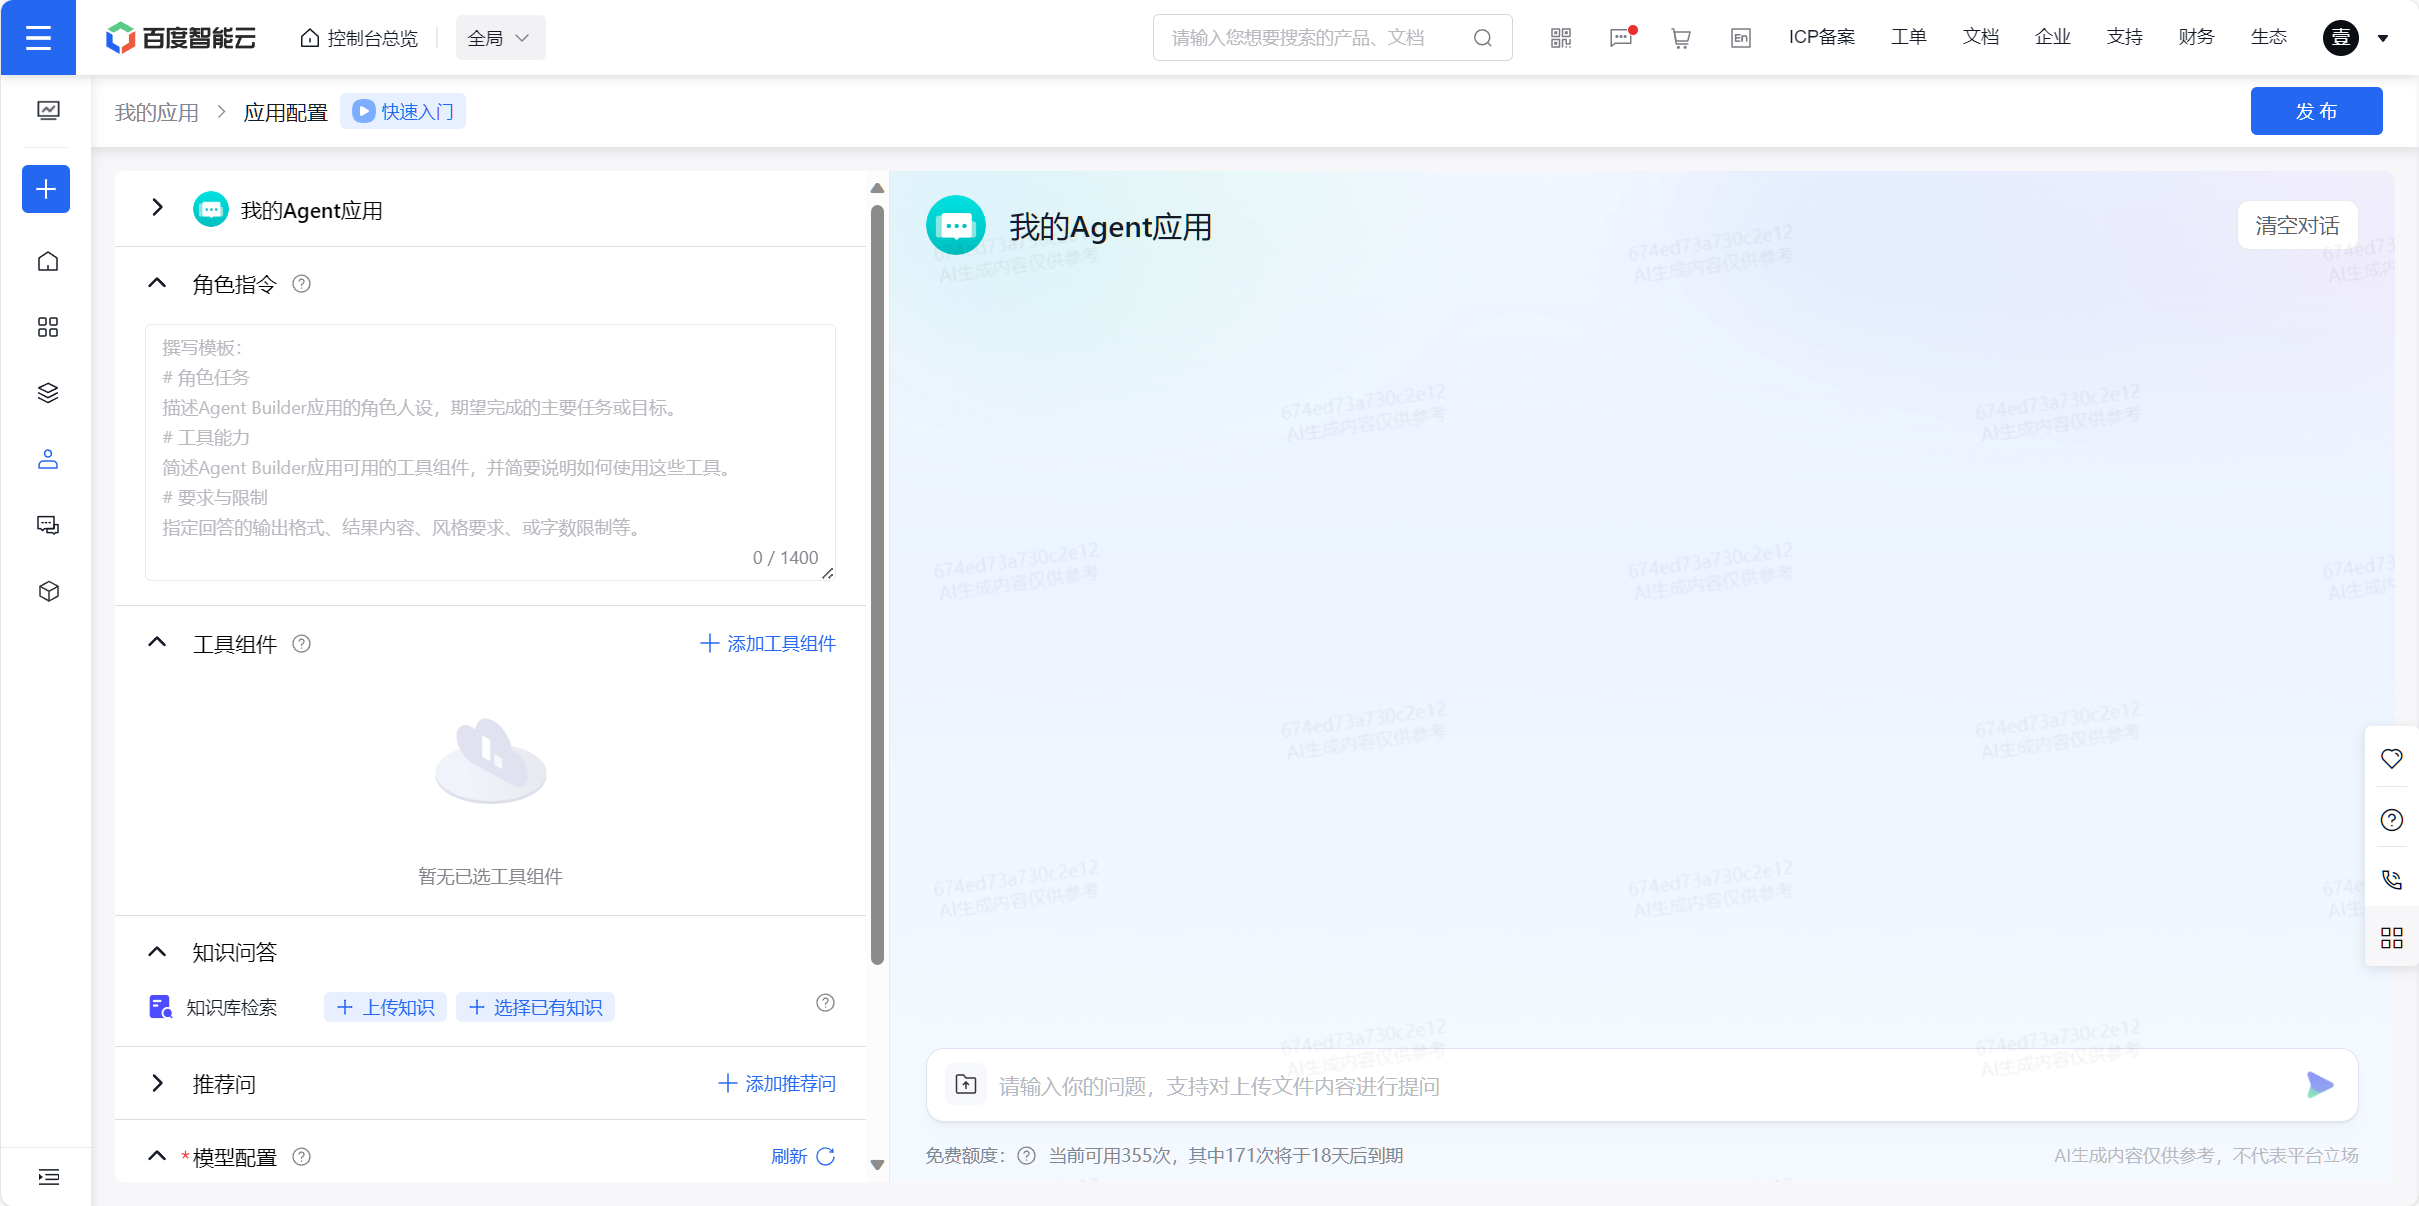 百度智能云
控制台总览
全局
请输入您想要搜索的产品、文档
En
ICP备案
工单
文档
企业
支持
财务
生态
壹
我的应用
应用配置
快速入门
发布
我的Agent应用
角色指令
撰写模板：
# 角色任务
描述Agent Builder应用的角色人设，期望完成的主要任务或目标。
# 工具能力
简述Agent Builder应用可用的工具组件，并简要说明如何使用这些工具。
# 要求与限制
指定回答的输出格式、结果内容、风格要求、或字数限制等。
0 / 1400
工具组件
添加工具组件
暂无已选工具组件
知识问答
知识库检索
上传知识
选择已有知识
推荐问
添加推荐问
*模型配置
刷新
我的Agent应用
清空对话
674ed73a730c2e12
AI生成内容仅供参考
请输入你的问题，支持对上传文件内容进行提问
免费额度：
当前可用355次，其中171次将于18天后到期
AI生成内容仅供参考，不代表平台立场